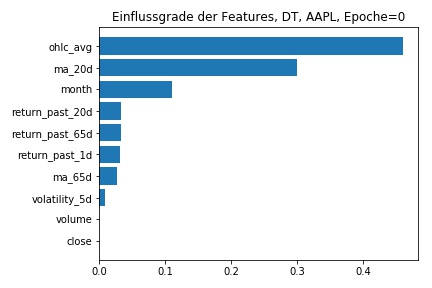 Einflussgrade der Features, DT, AAPL, Epoche=0
ohlc_avg
ma_20d
month
return_past_20d
return_past_65d
return_past_1d
ma_65d
volatility_5d
volume
close
0.0 0.1 0.2 0.3 0.4